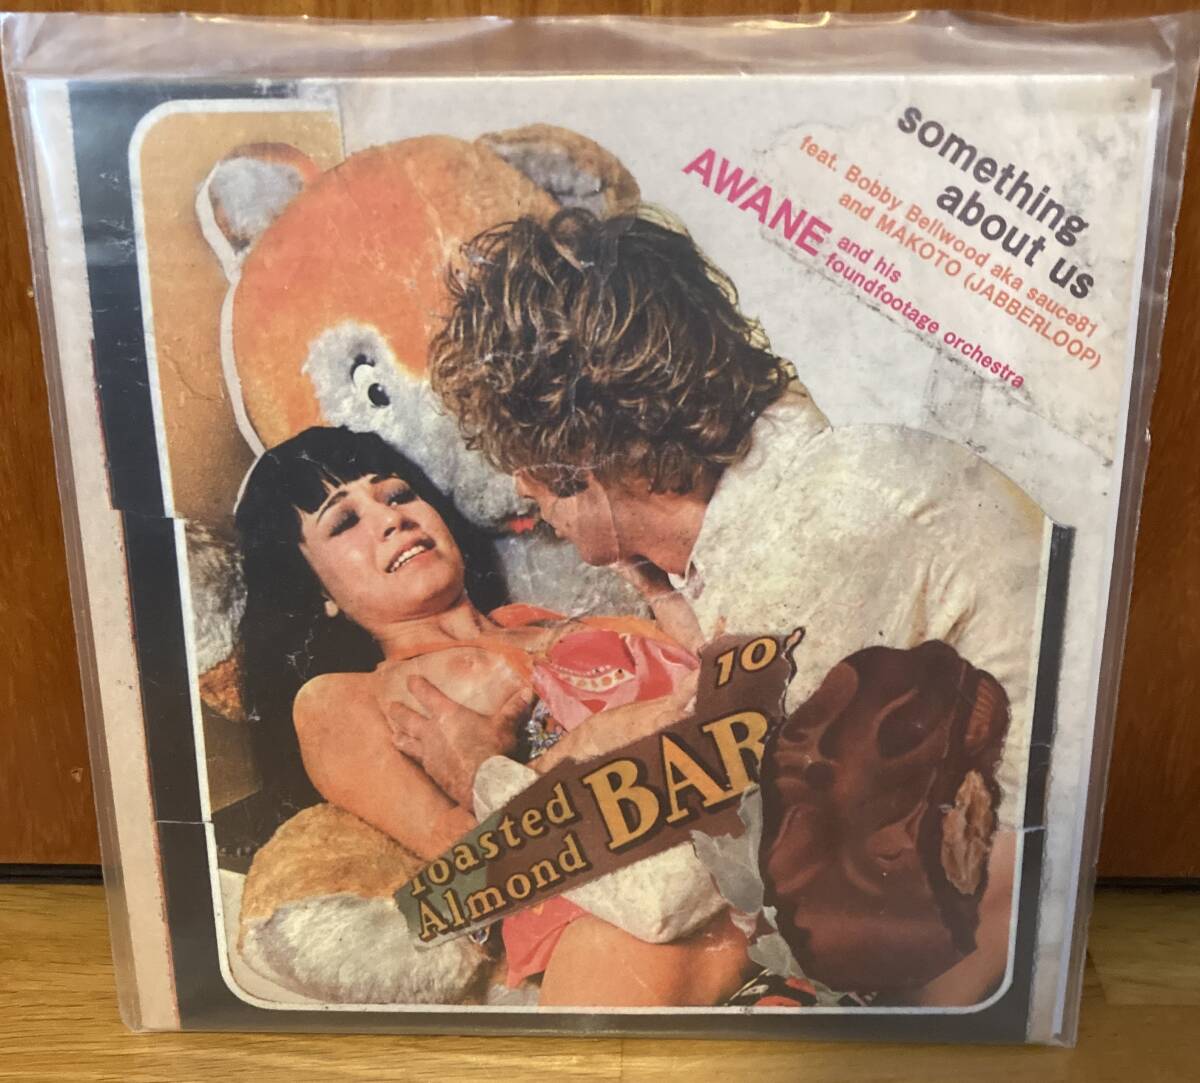 something
about us
feat. Bobby Bellwood aka sauce81
and MAKOTO (JABBERLOOP)
AWANE and his
foundfootage orchestra
10¢
Toasted
Almond BAR